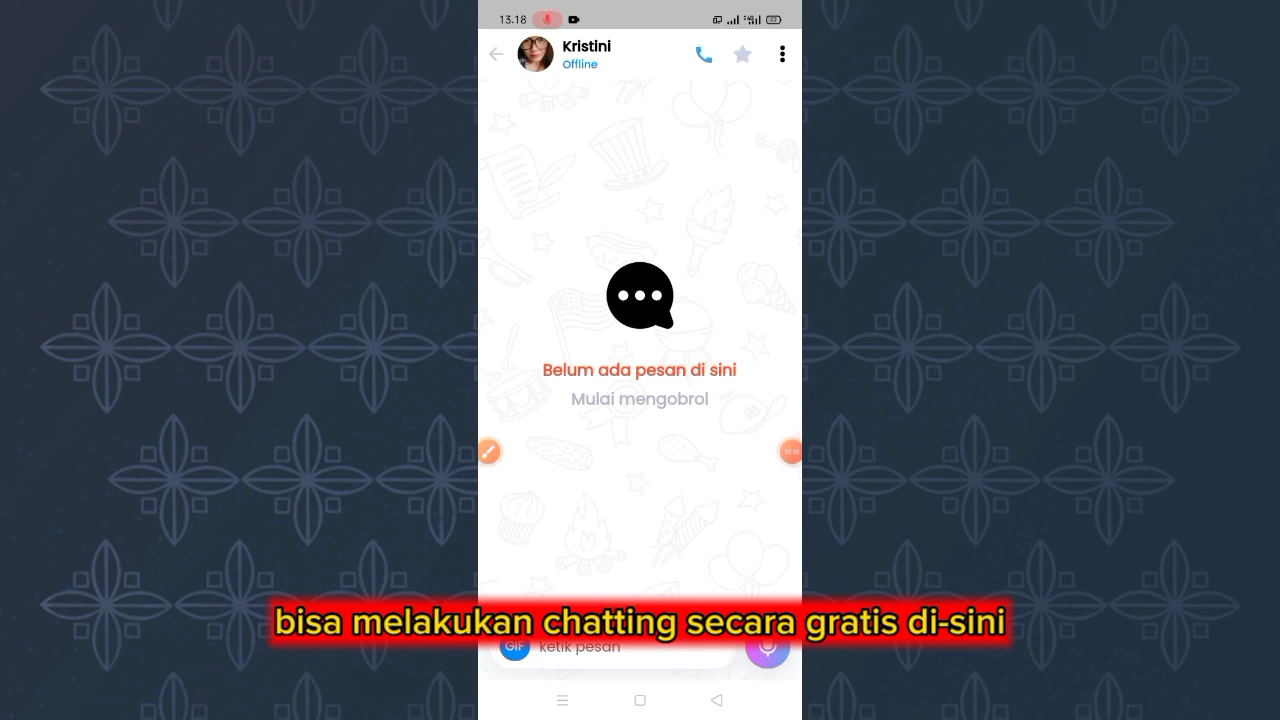 13.18
Kristini
Offline
Belum ada pesan di sini
Mulai mengobrol
bisa melakukan chatting secara gratis di-sini
GIF
ketik pesan